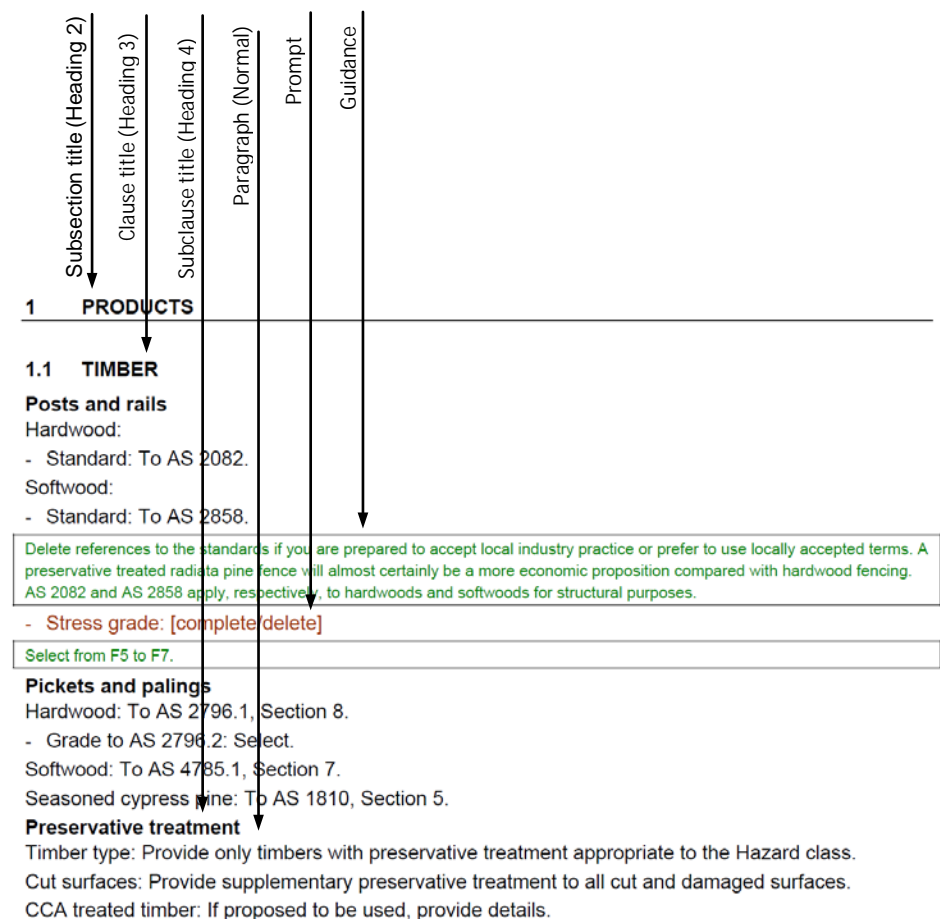 Subsection title (Heading 2)
Clause title (Heading 3)
Subclause title (Heading 4)
Paragraph (Normal)
Prompt
Guidance
1 PRODUCTS
1.1 TIMBER
Posts and rails
Hardwood:
- Standard: To AS 2082.
Softwood:
- Standard: To AS 2858.
Delete references to the standards if you are prepared to accept local industry practice or prefer to use locally accepted terms. A
preservative treated radiata pine fence will almost certainly be a more economic proposition compared with hardwood fencing.
AS 2082 and AS 2858 apply, respectively, to hardwoods and softwoods for structural purposes.
- Stress grade: [complete/delete]
Select from F5 to F7.
Pickets and palings
Hardwood: To AS 2796.1, Section 8.
- Grade to AS 2796.2: Select.
Softwood: To AS 4785.1, Section 7.
Seasoned cypress pine: To AS 1810, Section 5.
Preservative treatment
Timber type: Provide only timbers with preservative treatment appropriate to the Hazard class.
Cut surfaces: Provide supplementary preservative treatment to all cut and damaged surfaces.
CCA treated timber: If proposed to be used, provide details.